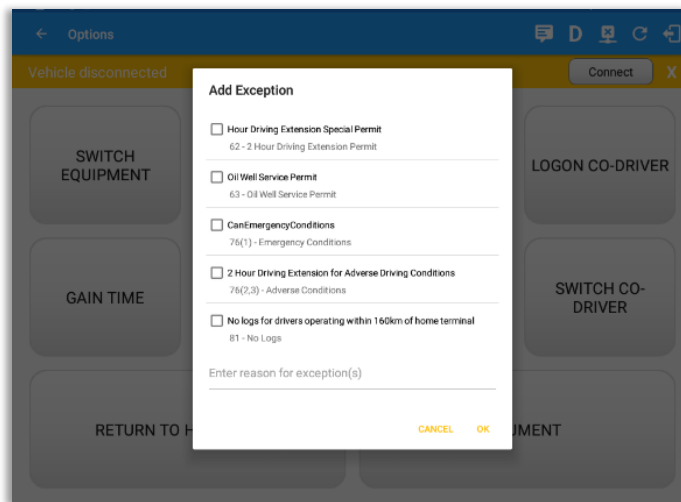 Options
D
Vehicle disconnected
Connect
X
Add Exception
Hour Driving Extension Special Permit
62 - 2 Hour Driving Extension Permit
Oil Well Service Permit
63 - Oil Well Service Permit
CanEmergencyConditions
76(1) - Emergency Conditions
2 Hour Driving Extension for Adverse Driving Conditions
76(2,3) - Adverse Conditions
No logs for drivers operating within 160km of home terminal
81 - No Logs
Enter reason for exception(s)
CANCEL
OK
SWITCH
EQUIPMENT
LOGON CO-DRIVER
GAIN TIME
SWITCH CO-
DRIVER
RETURN TO